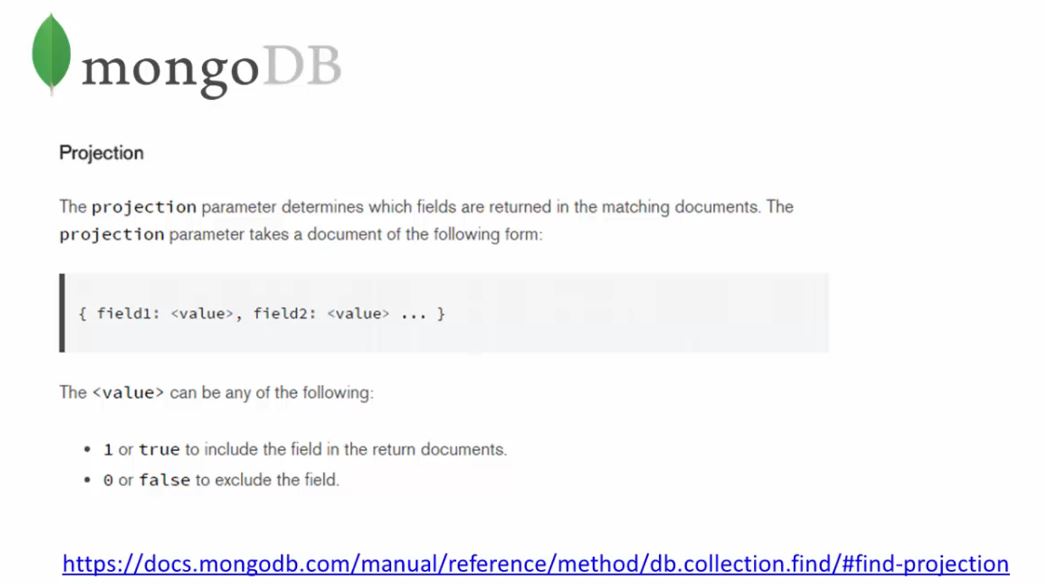 mongoDB
Projection
The projection parameter determines which fields are returned in the matching documents. The
projection parameter takes a document of the following form:
{ field1: <value>, field2: <value> ... }
The <value> can be any of the following:
• 1 or true to include the field in the return documents.
• 0 or false to exclude the field.
https://docs.mongodb.com/manual/reference/method/db.collection.find/#find-projection